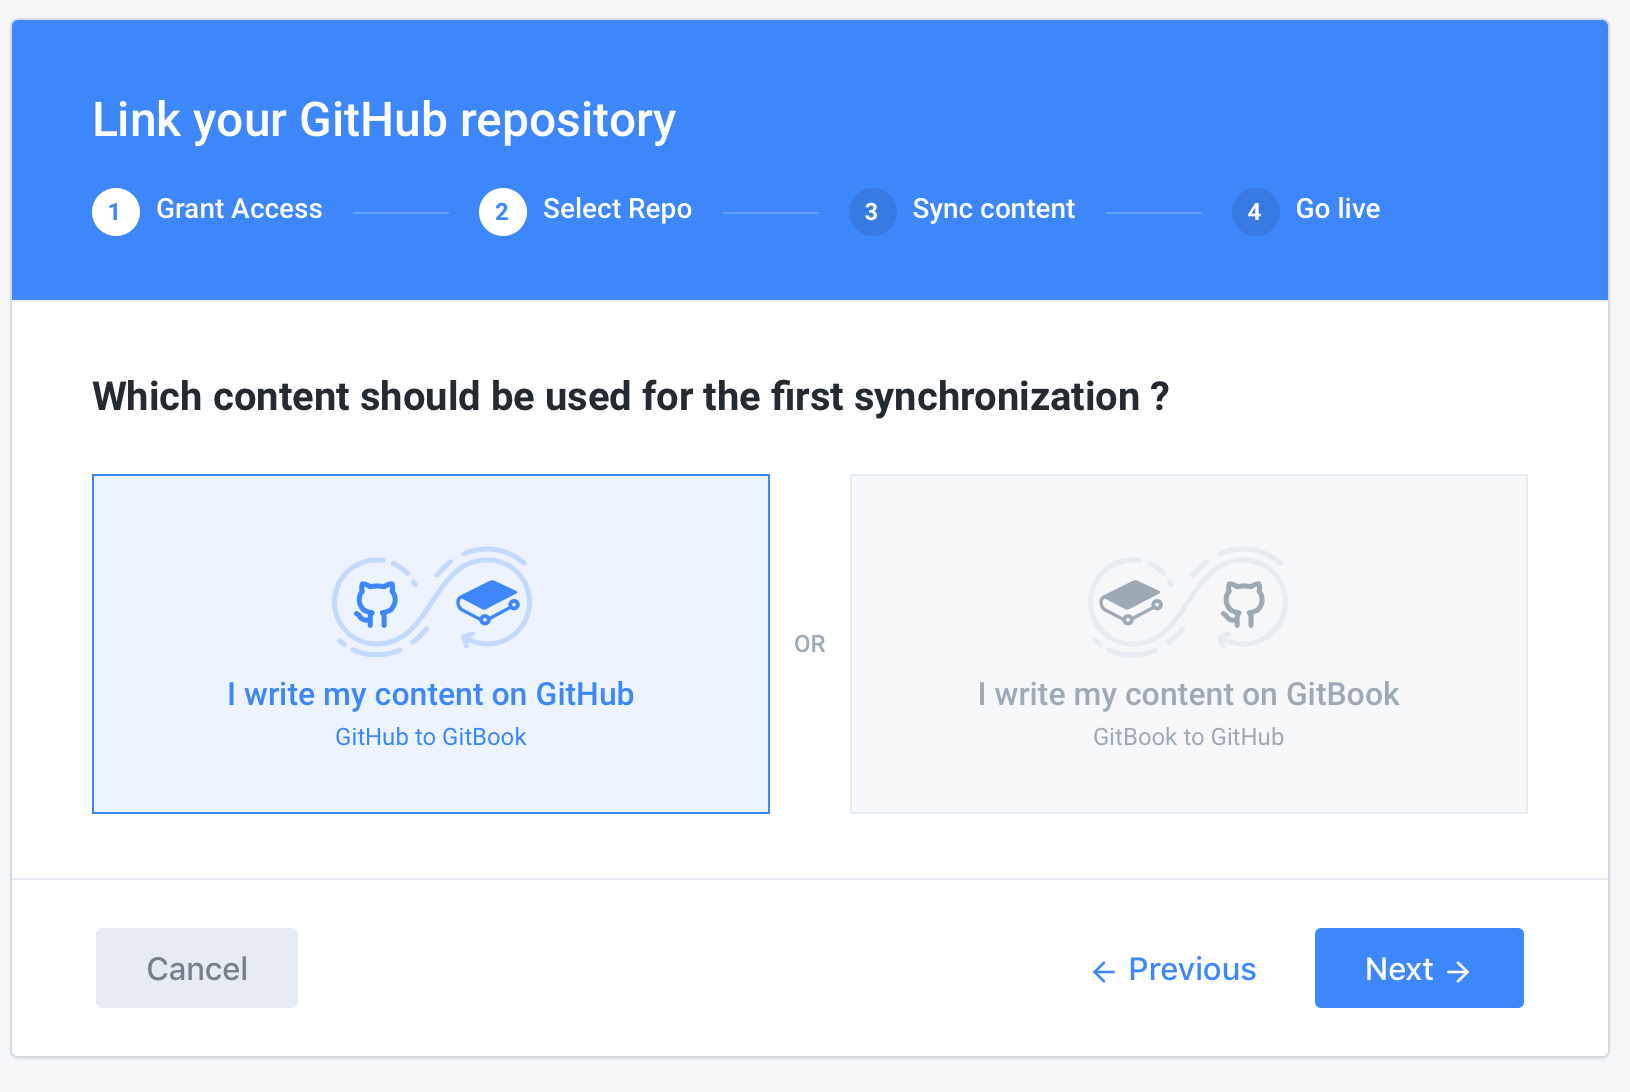 Link your GitHub repository
1 Grant Access 2 Select Repo 3 Sync content 4 Go live
Which content should be used for the first synchronization ?
I write my content on GitHub
GitHub to GitBook
OR
I write my content on GitBook
GitBook to GitHub
Cancel
← Previous
Next →